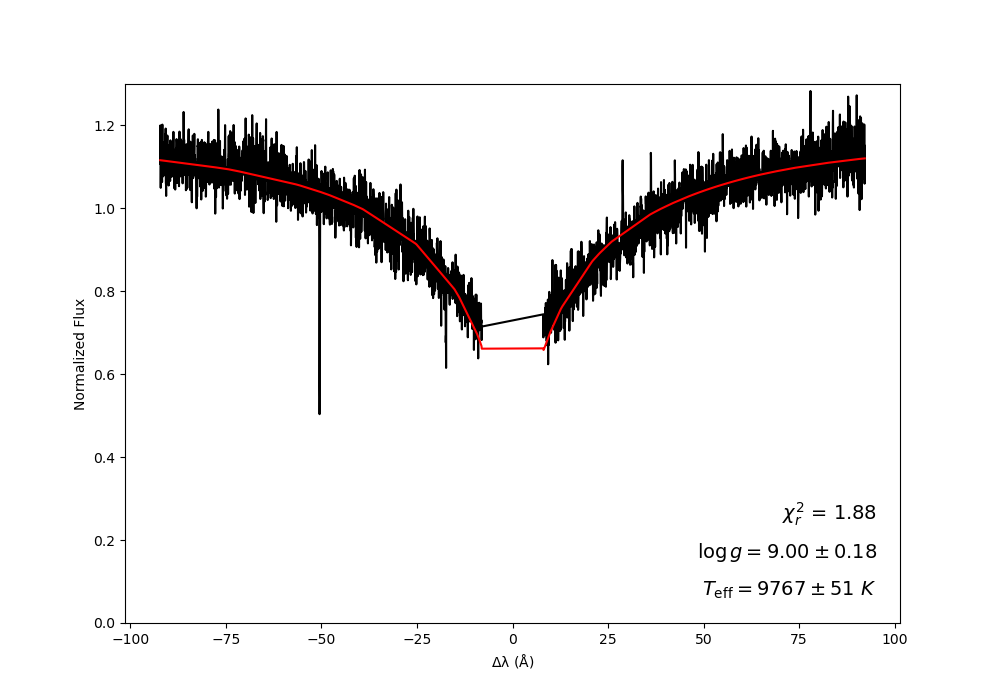 1.2
1.0
0.8
0.6
0.4
0.2
0.0
Normalized Flux
χ²ᵣ = 1.88
log g = 9.00 ± 0.18
T_eff = 9767 ± 51 K
−100 −75 −50 −25 0 25 50 75 100
Δλ (Å)